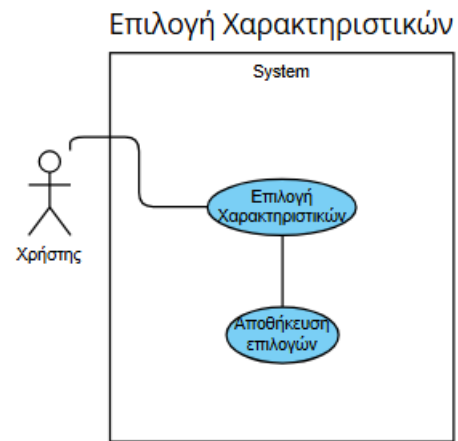 Επιλογή Χαρακτηριστικών
System
Επιλογή
Χαρακτηριστικών
Χρήστης
Αποθήκευση
επιλογών